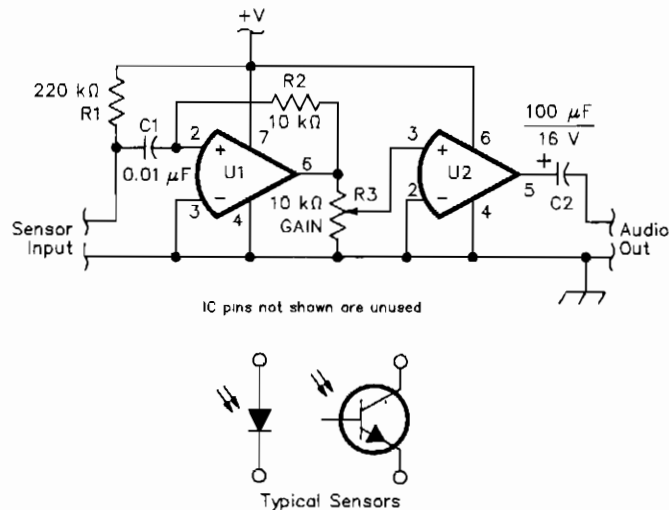 +V
220 kΩ
R1
C1
0.01 µF
R2
10 kΩ
2
+
7
U1
6
−
3
4
10 kΩ
GAIN
R3
3
+
6
U2
5
2
−
4
100 µF
16 V
+
C2
Sensor
Input
Audio
Out
IC pins not shown are unused
Typical Sensors